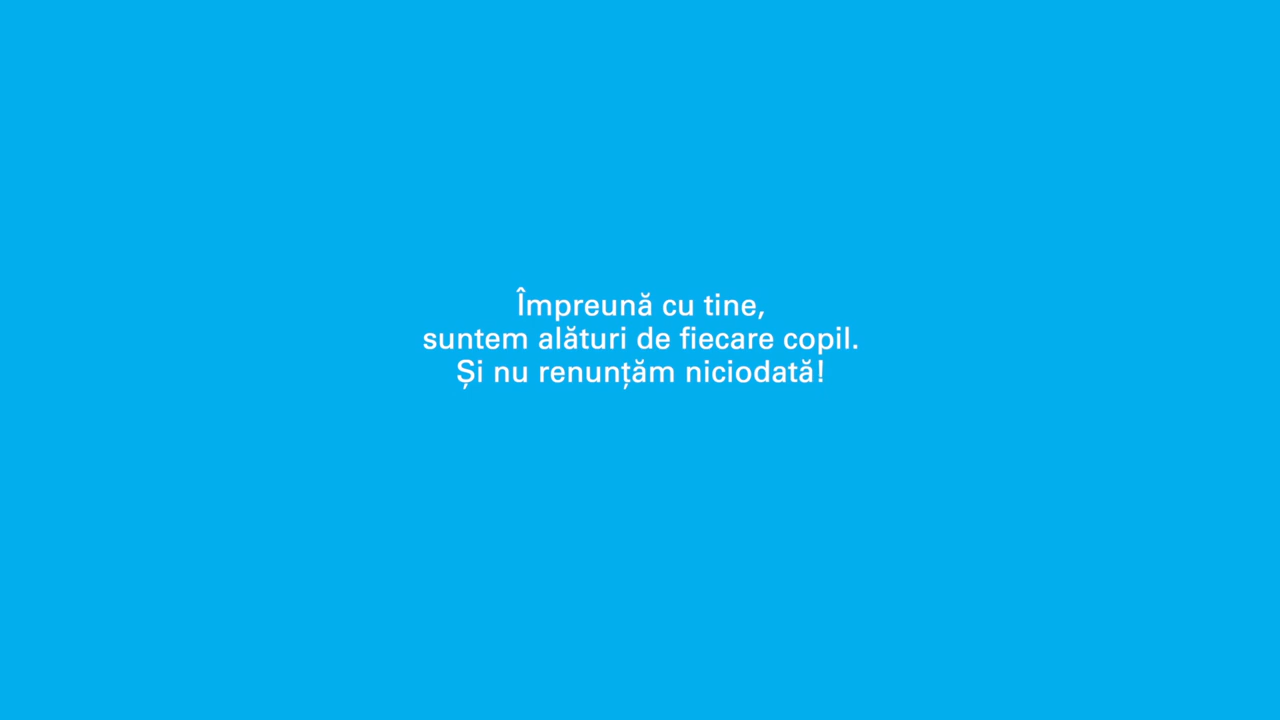 Împreună cu tine,
suntem alături de fiecare copil.
Și nu renunțăm niciodată!